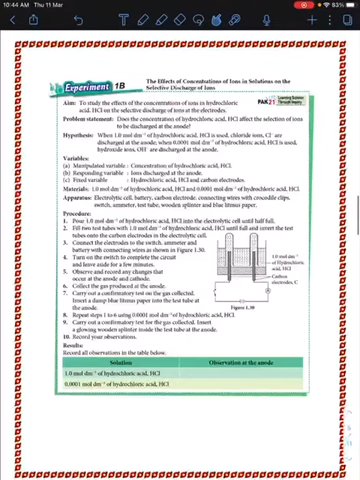 10:44 AM Thu 11 Mar
Experiment 1B
The Effects of Concentrations of Ions in Solutions on the
Selective Discharge of Ions
PAK21
Aim: To study the effects of the concentrations of ions in hydrochloric
acid, HCl on the selective discharge of ions at the electrodes.
Problem statement: Does the concentration of hydrochloric acid, HCl affect the selection of ions
to be discharged at the anode?
Hypothesis: When 1.0 mol dm⁻³ of hydrochloric acid, HCl is used, chloride ions, Cl⁻ are
discharged at the anode; when 0.0001 mol dm⁻³ of hydrochloric acid, HCl is used,
hydroxide ions, OH⁻ are discharged at the anode.
Variables:
(a) Manipulated variable : Concentration of hydrochloric acid, HCl.
(b) Responding variable : Ions discharged at the anode.
(c) Fixed variable : Hydrochloric acid, HCl and carbon electrodes.
Materials: 1.0 mol dm⁻³ of hydrochloric acid, HCl and 0.0001 mol dm⁻³ of hydrochloric acid, HCl.
Apparatus: Electrolytic cell, battery, carbon electrode, connecting wires with crocodile clips,
switch, ammeter, test tube, wooden splinter and blue litmus paper.
Procedure:
1. Pour 1.0 mol dm⁻³ of hydrochloric acid, HCl into the electrolytic cell until half full.
2. Fill two test tubes with 1.0 mol dm⁻³ of hydrochloric acid, HCl until full and invert the test
tubes onto the carbon electrodes in the electrolytic cell.
3. Connect the electrodes to the switch, ammeter and
battery with connecting wires as shown in Figure 1.30.
4. Turn on the switch to complete the circuit
and leave aside for a few minutes.
5. Observe and record any changes that
occur at the anode and cathode.
6. Collect the gas produced at the anode.
7. Carry out a confirmatory test on the gas collected.
Insert a damp blue litmus paper into the test tube at
the anode.
1.0 mol dm⁻³
of Hydrochloric
acid, HCl
Carbon
electrodes, C
A
Figure 1.30
8. Repeat steps 1 to 6 using 0.0001 mol dm⁻³ of hydrochloric acid, HCl.
9. Carry out a confirmatory test for the gas collected. Insert
a glowing wooden splinter inside the test tube at the anode.
10. Record your observations.
Results:
Record all observations in the table below.
Solution Observation at the anode
1.0 mol dm⁻³ of hydrochloric acid, HCl
0.0001 mol dm⁻³ of hydrochloric acid, HCl